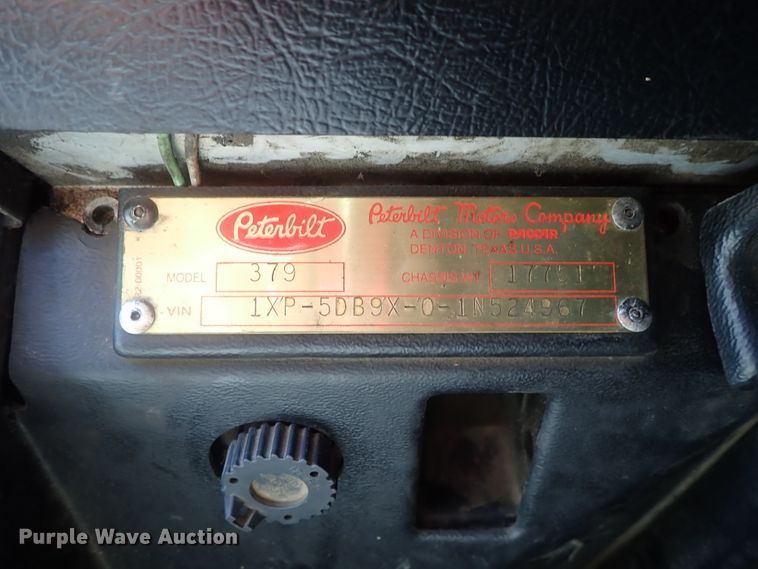 Peterbilt
Peterbilt Motors Company
A DIVISION OF PACCAR
DENTON, TEXAS U.S.A.
MODEL 379 CHASSIS WT
VIN 1XP-5DB9X-0-1N524967
Purple Wave Auction